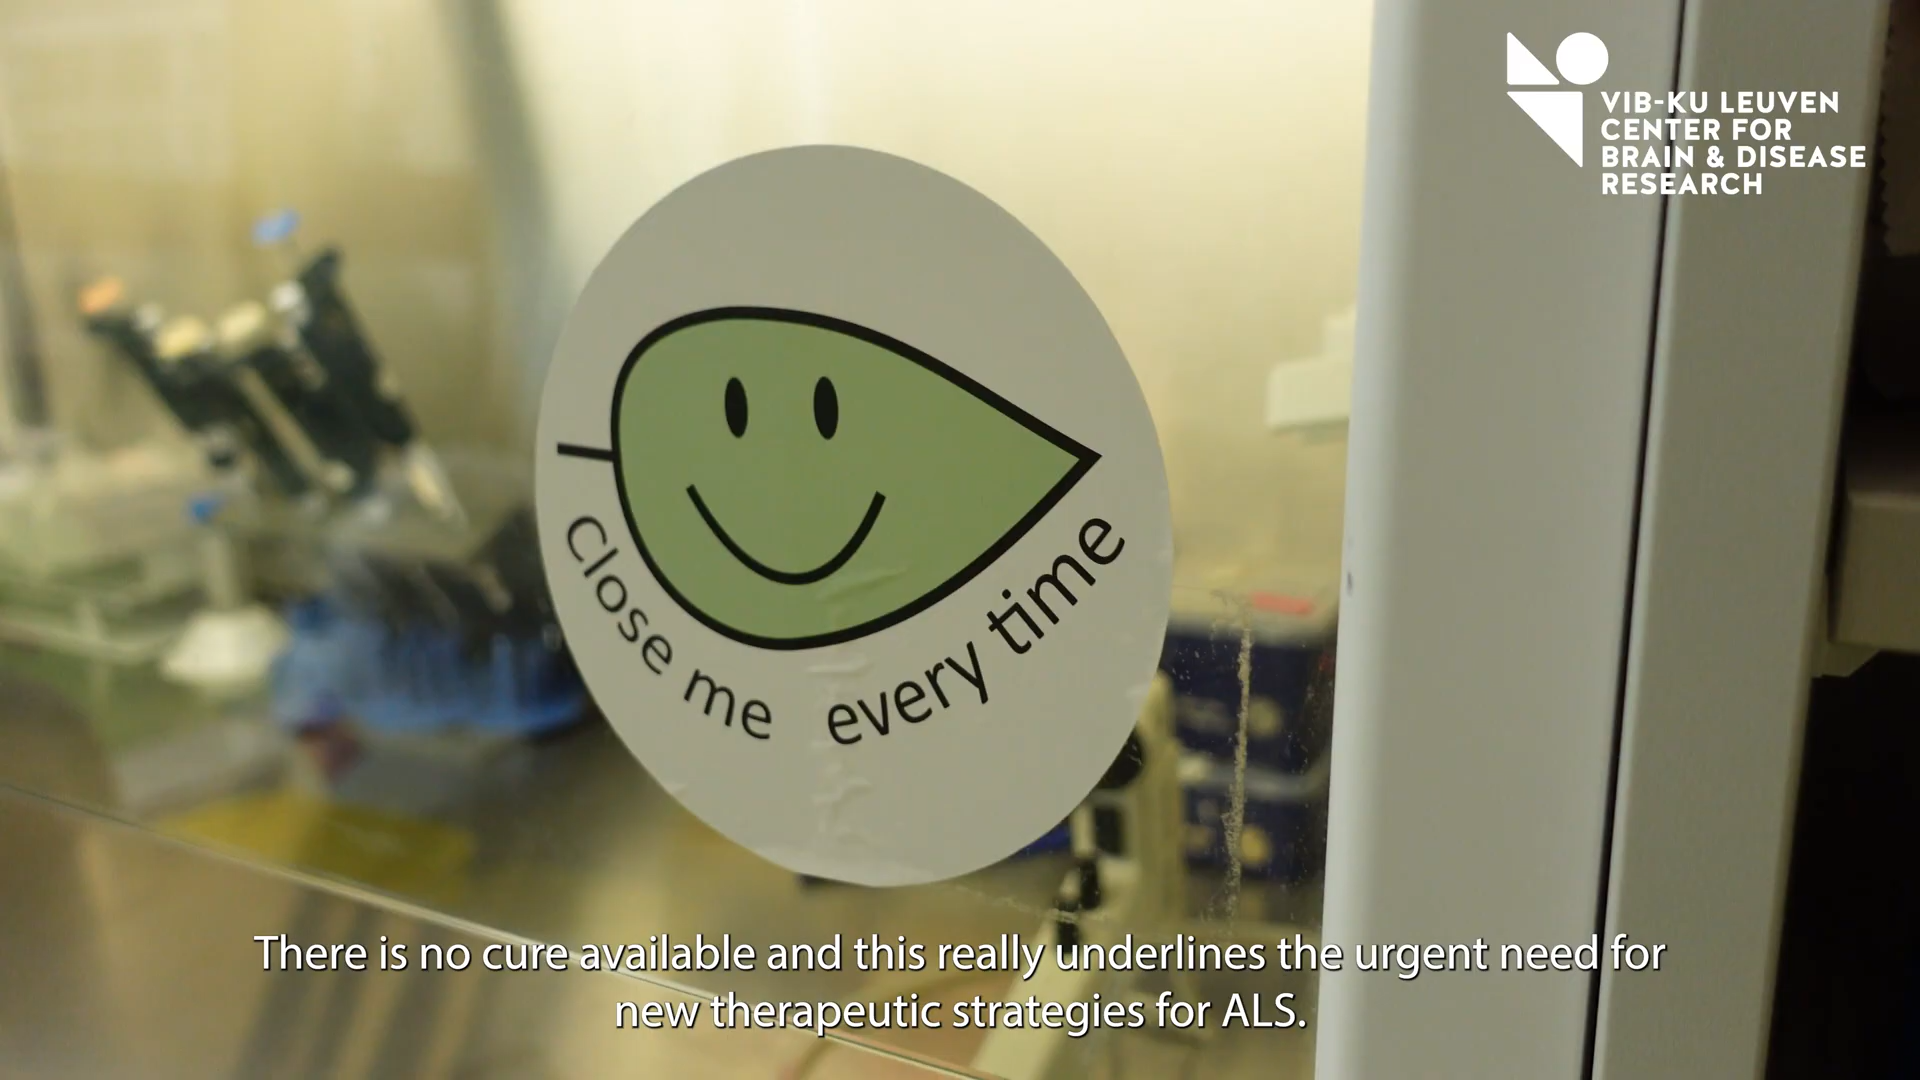 VIB-KU LEUVEN
CENTER FOR
BRAIN & DISEASE
RESEARCH
Close me every time
There is no cure available and this really underlines the urgent need for
new therapeutic strategies for ALS.